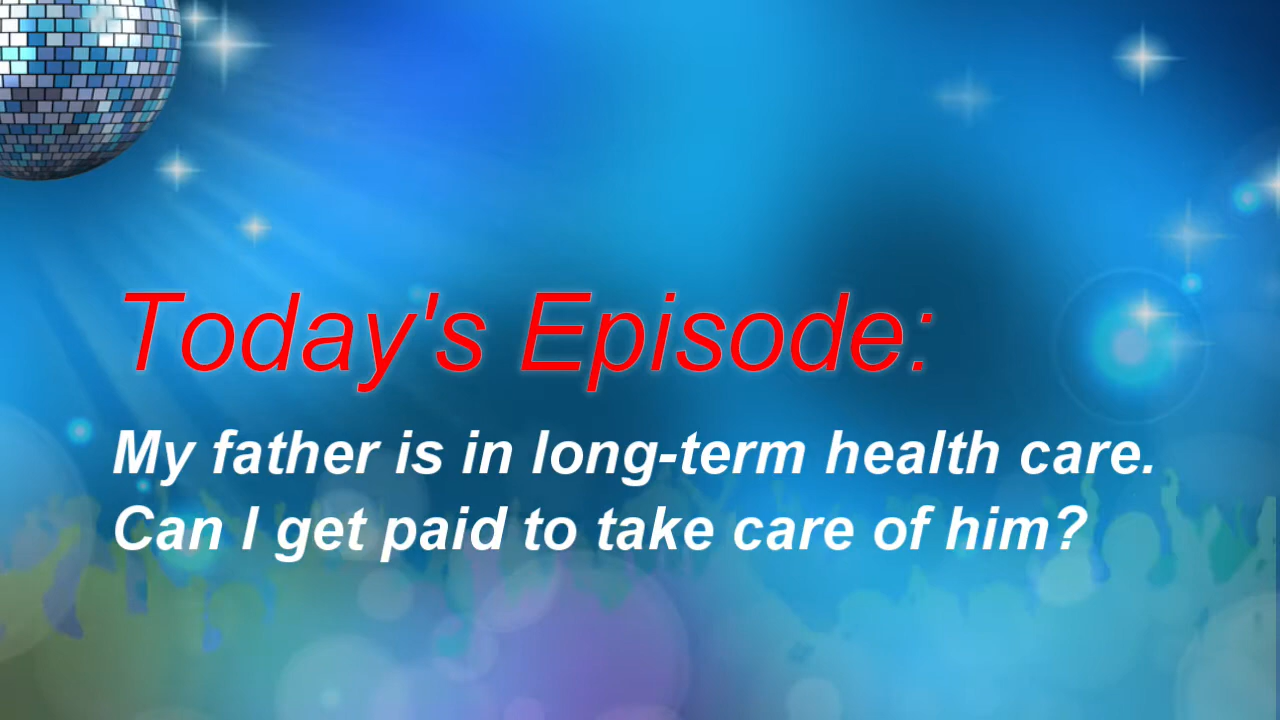 Today's Episode:
My father is in long-term health care.
Can I get paid to take care of him?